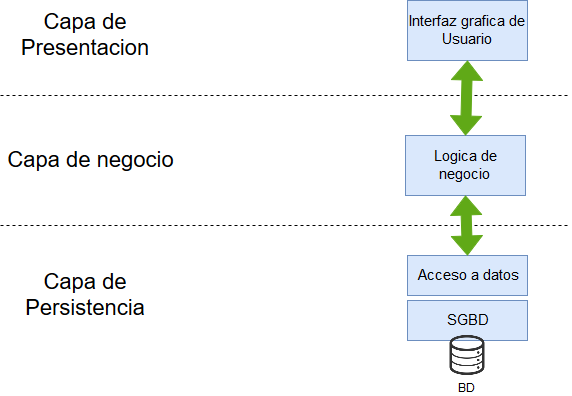 Capa de
Presentacion
Interfaz grafica de
Usuario
Capa de negocio
Logica de
negocio
Capa de
Persistencia
Acceso a datos
SGBD
BD